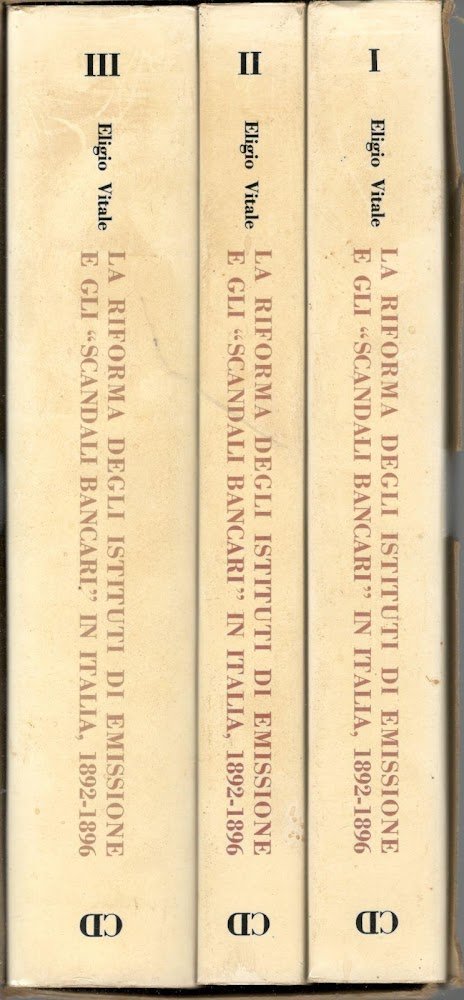 III
Eligio Vitale
LA RIFORMA DEGLI ISTITUTI DI EMISSIONE
E GLI “SCANDALI BANCARI” IN ITALIA, 1892-1896
CD
II
Eligio Vitale
LA RIFORMA DEGLI ISTITUTI DI EMISSIONE
E GLI “SCANDALI BANCARI” IN ITALIA, 1892-1896
CD
I
Eligio Vitale
LA RIFORMA DEGLI ISTITUTI DI EMISSIONE
E GLI “SCANDALI BANCARI” IN ITALIA, 1892-1896
CD